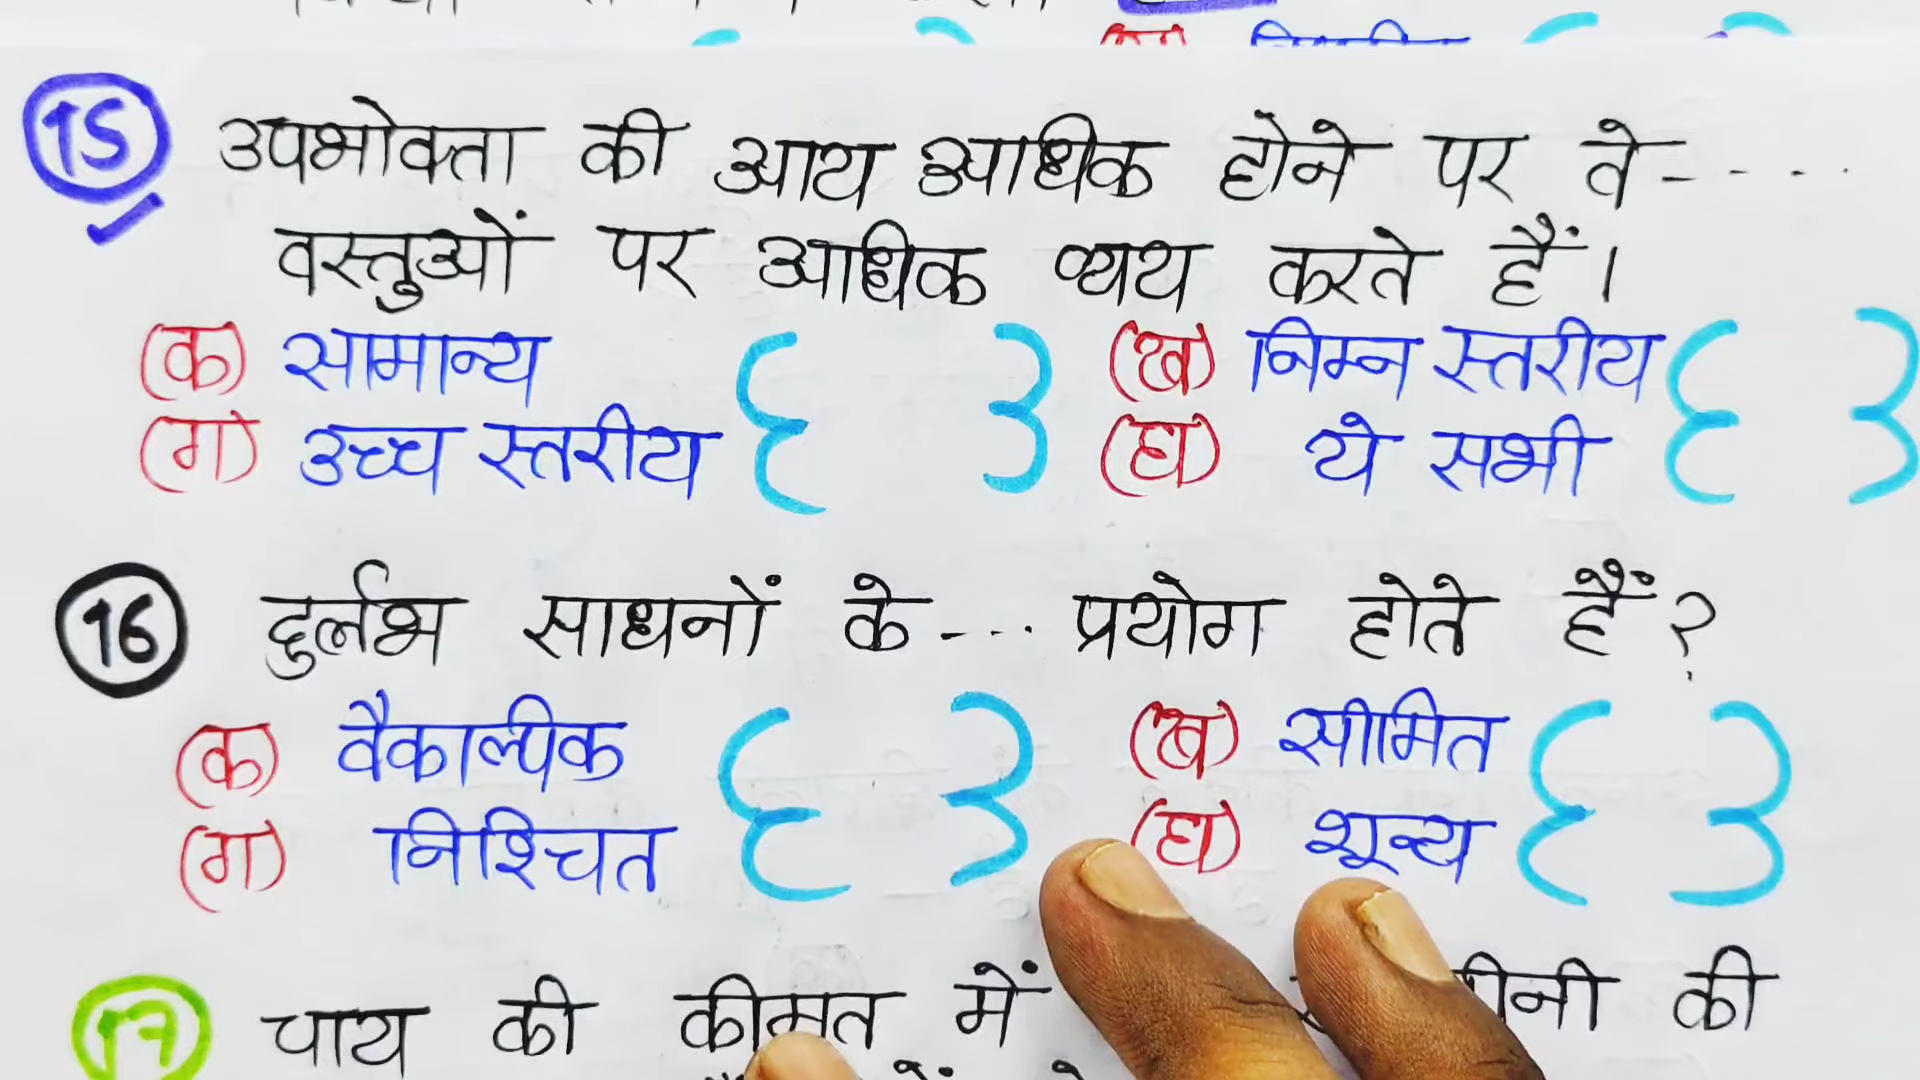 15 उपभोक्ता की आय अधिक होने पर वे-----
वस्तुओं पर अधिक व्यय करते हैं।
(क) सामान्य (ख) निम्न स्तरीय
(ग) उच्च स्तरीय (घ) ये सभी
16 दुर्लभ साधनों के---- प्रयोग होते हैं?
(क) वैकल्पिक (ख) सीमित
(ग) निश्चित (घ) शून्य
17 चाय की कीमत में की